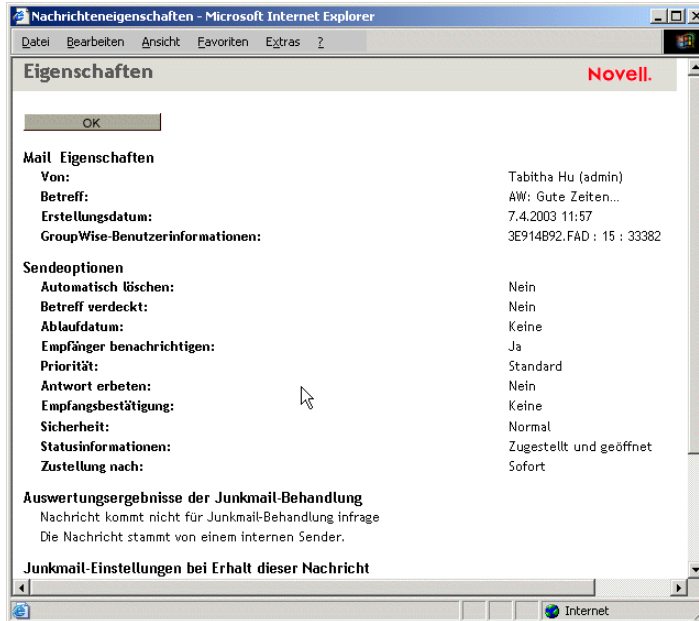 Nachrichteneigenschaften - Microsoft Internet Explorer
Datei Bearbeiten Ansicht Favoriten Extras ?
Eigenschaften Novell.
OK
Mail Eigenschaften
Von: Tabitha Hu (admin)
Betreff: AW: Gute Zeiten...
Erstellungsdatum: 7.4.2003 11:57
GroupWise-Benutzerinformationen: 3E914B92.FAD : 15 : 33382
Sendeoptionen
Automatisch löschen: Nein
Betreff verdeckt: Nein
Ablaufdatum: Keine
Empfänger benachrichtigen: Ja
Priorität: Standard
Antwort erbeten: Nein
Empfangsbestätigung: Keine
Sicherheit: Normal
Statusinformationen: Zugestellt und geöffnet
Zustellung nach: Sofort
Auswertungsergebnisse der Junkmail-Behandlung
Nachricht kommt nicht für Junkmail-Behandlung infrage
Die Nachricht stammt von einem internen Sender.
Junkmail-Einstellungen bei Erhalt dieser Nachricht
Internet